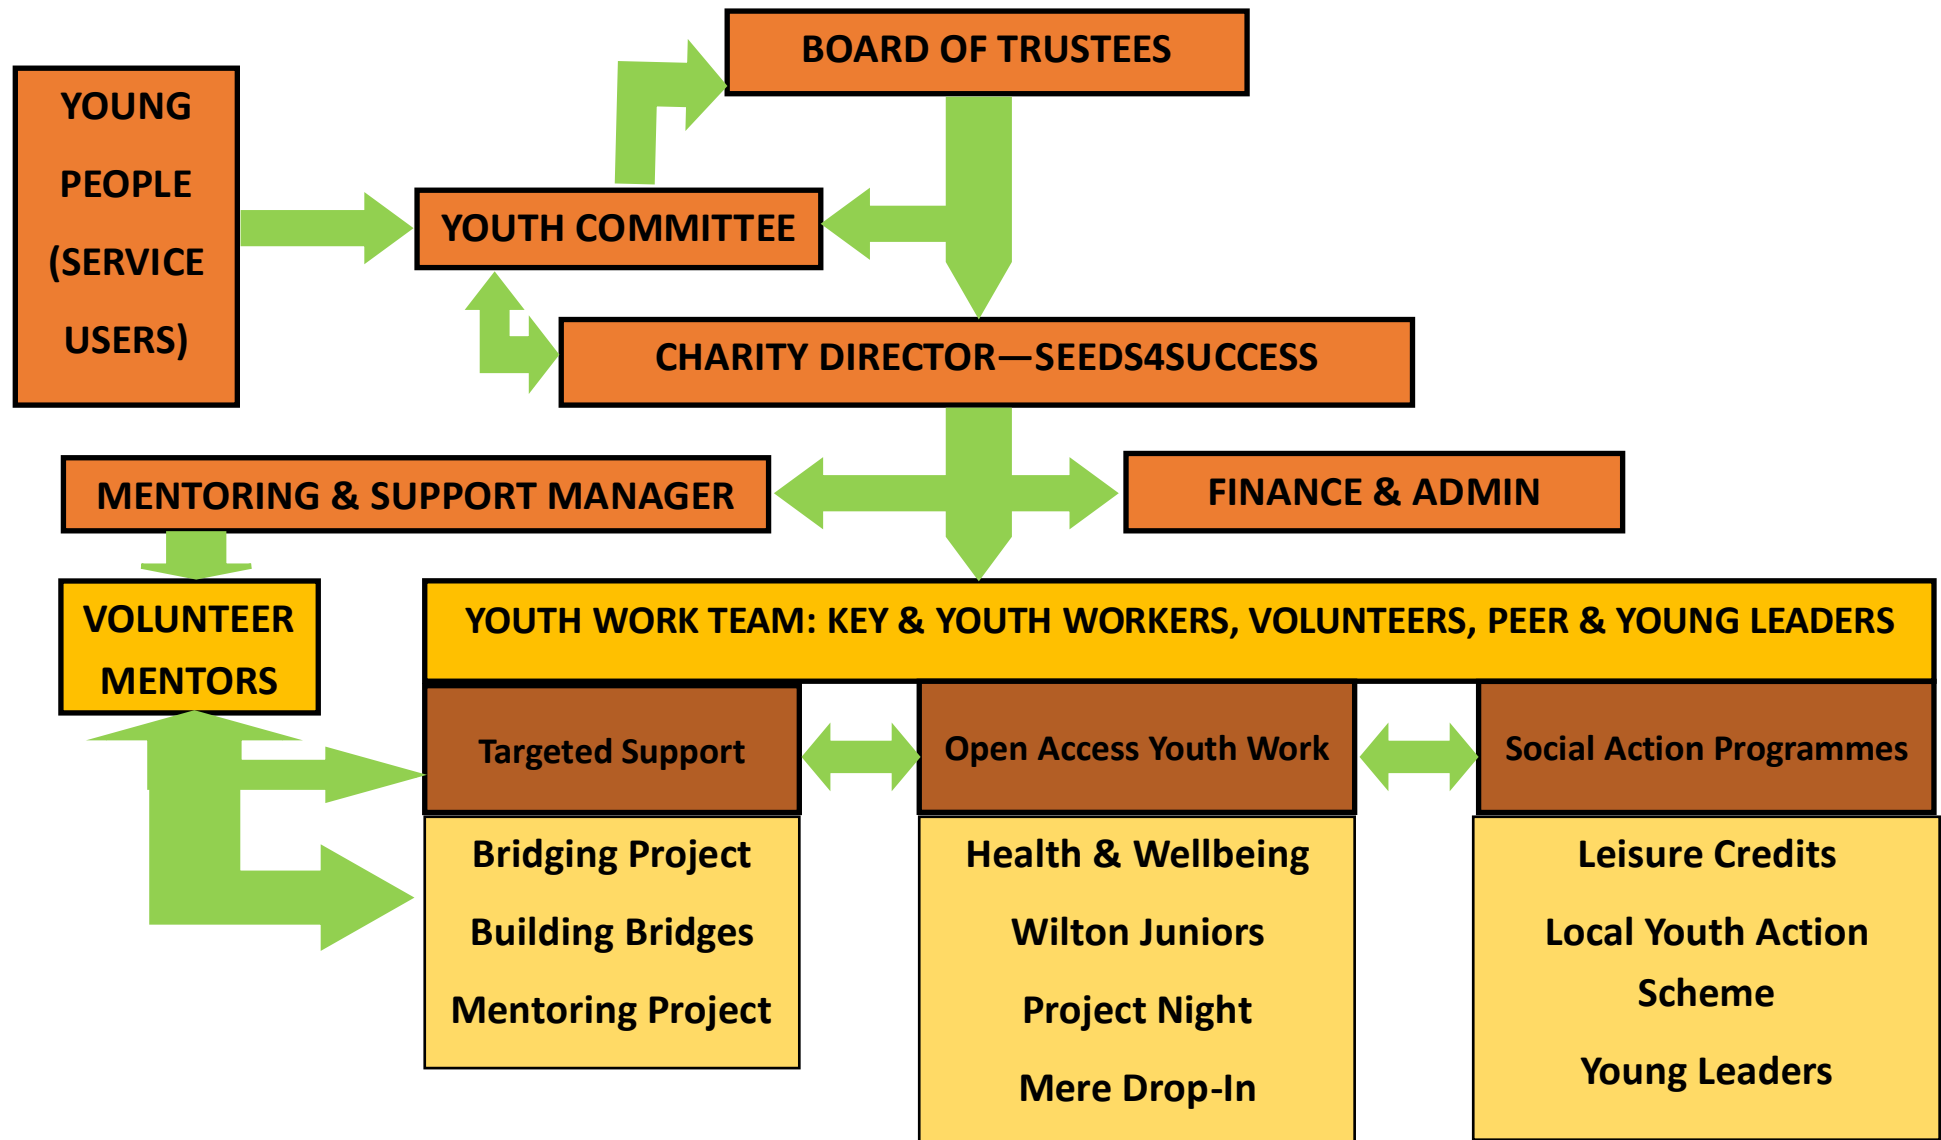 BOARD OF TRUSTEES
YOUNG
PEOPLE
(SERVICE
USERS)
YOUTH COMMITTEE
CHARITY DIRECTOR—SEEDS4SUCCESS
MENTORING & SUPPORT MANAGER
FINANCE & ADMIN
VOLUNTEER
MENTORS
YOUTH WORK TEAM: KEY & YOUTH WORKERS, VOLUNTEERS, PEER & YOUNG LEADERS
Targeted Support
Open Access Youth Work
Social Action Programmes
Bridging Project
Building Bridges
Mentoring Project
Health & Wellbeing
Wilton Juniors
Project Night
Mere Drop-In
Leisure Credits
Local Youth Action
Scheme
Young Leaders